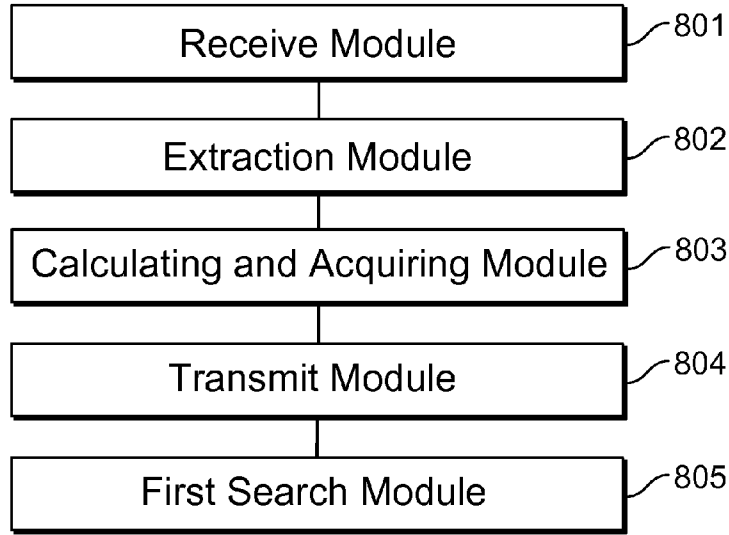 Receive Module 801
Extraction Module 802
Calculating and Acquiring Module 803
Transmit Module 804
First Search Module 805